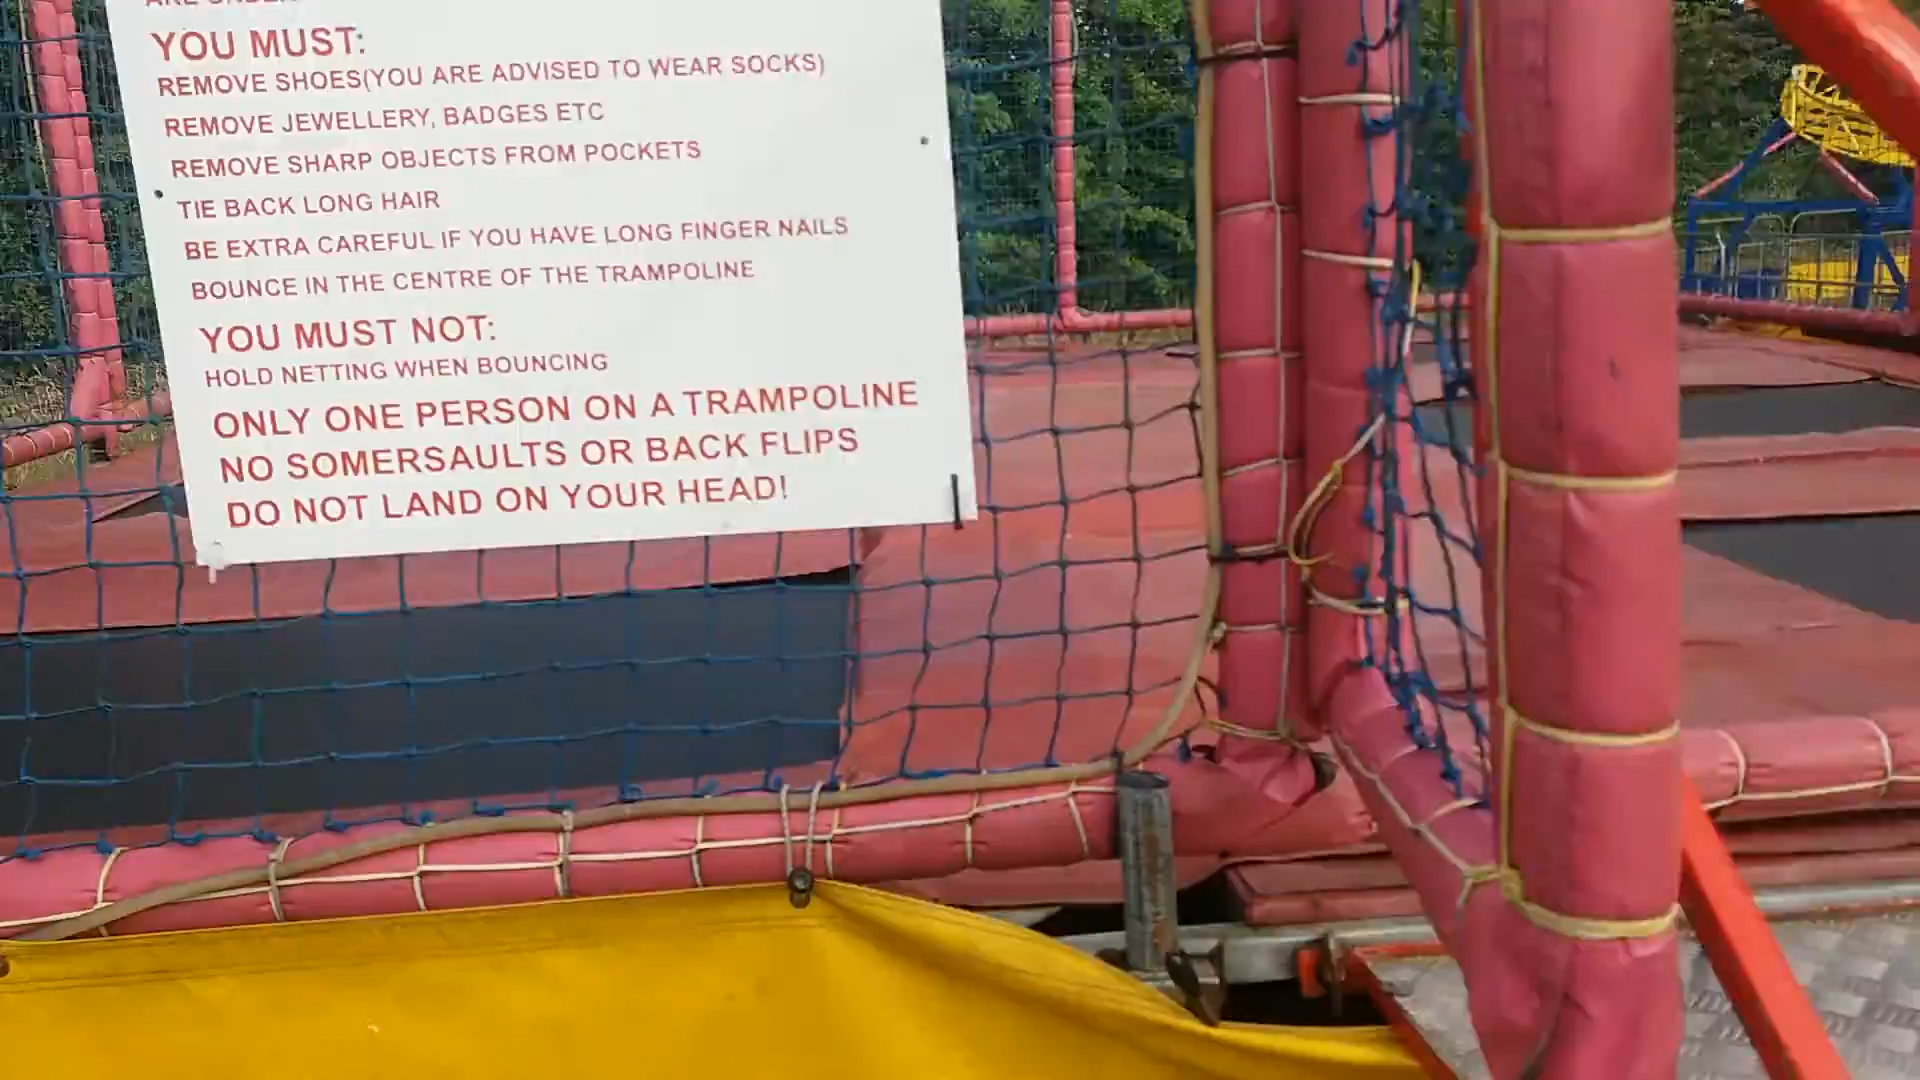 YOU MUST:
REMOVE SHOES(YOU ARE ADVISED TO WEAR SOCKS)
REMOVE JEWELLERY, BADGES ETC
REMOVE SHARP OBJECTS FROM POCKETS
TIE BACK LONG HAIR
BE EXTRA CAREFUL IF YOU HAVE LONG FINGER NAILS
BOUNCE IN THE CENTRE OF THE TRAMPOLINE
YOU MUST NOT:
HOLD NETTING WHEN BOUNCING
ONLY ONE PERSON ON A TRAMPOLINE
NO SOMERSAULTS OR BACK FLIPS
DO NOT LAND ON YOUR HEAD!